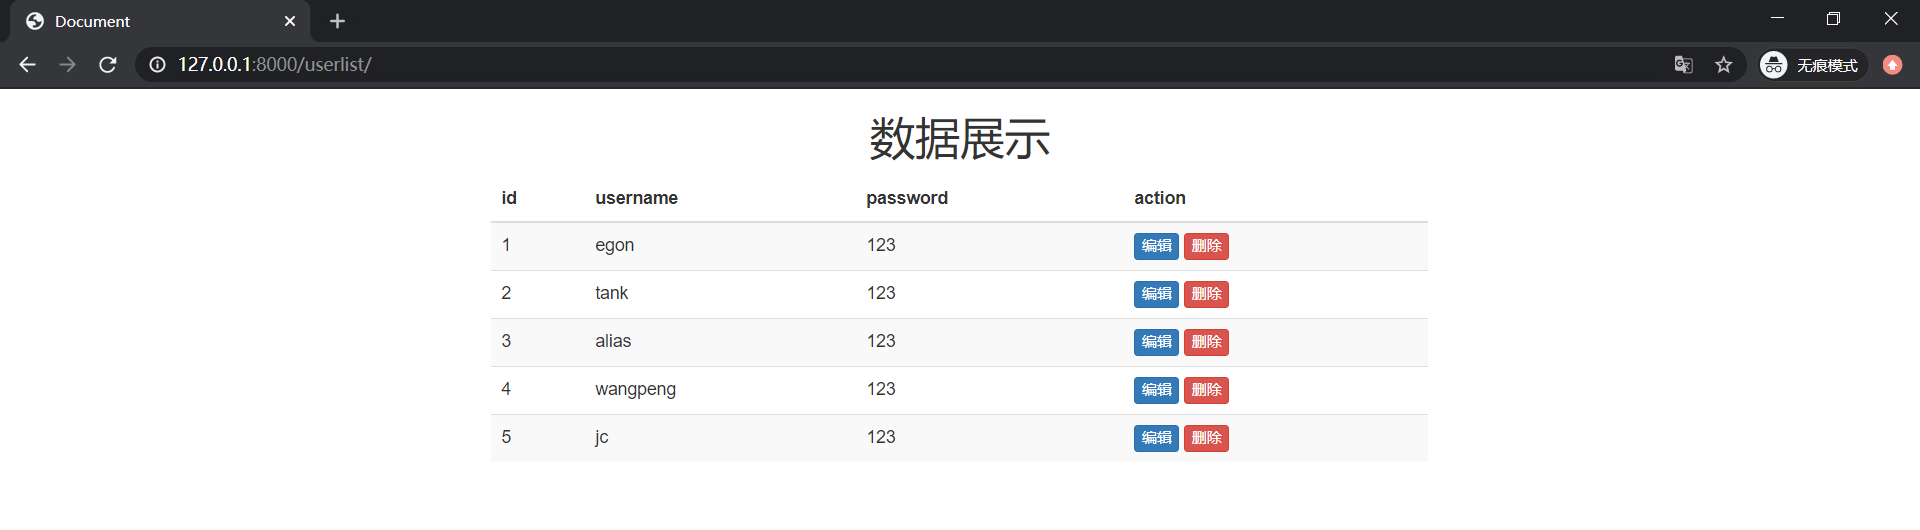 Document
127.0.0.1:8000/userlist/
无痕模式
数据展示
id username password action
1 egon 123 编辑 删除
2 tank 123 编辑 删除
3 alias 123 编辑 删除
4 wangpeng 123 编辑 删除
5 jc 123 编辑 删除